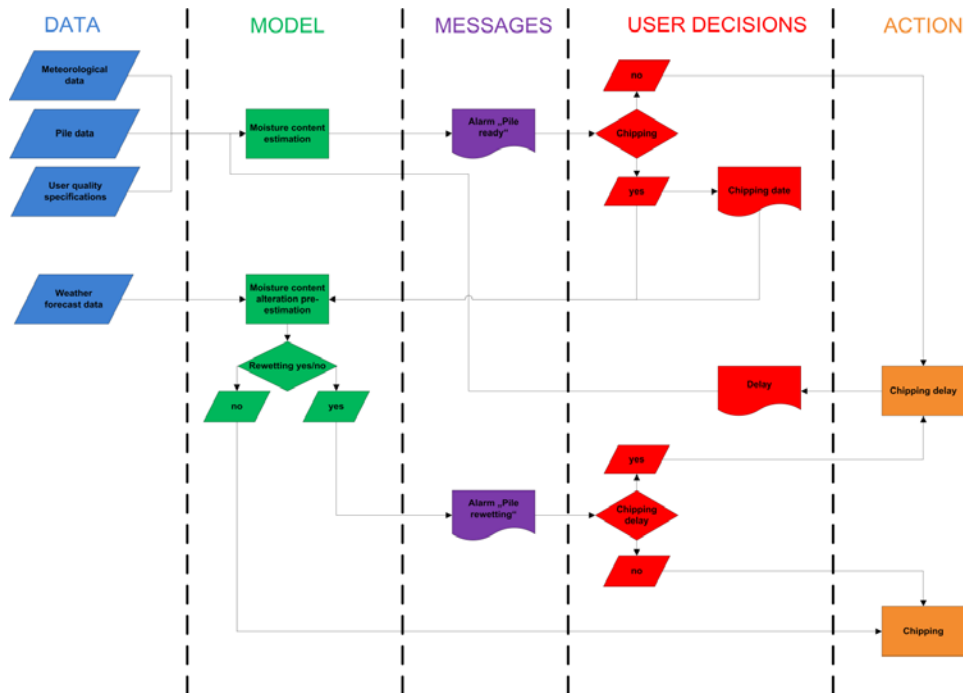 DATA
MODEL
MESSAGES
USER DECISIONS
ACTION
Meteorological
data
no
Pile data
Moisture content
estimation
Alarm „Pile
ready“
Chipping
User quality
specifications
yes
Chipping date
Weather
forecast data
Moisture content
alteration pre-
estimation
Rewetting yes/no
no
yes
Delay
Chipping delay
yes
Alarm „Pile
rewetting“
Chipping
delay
no
Chipping